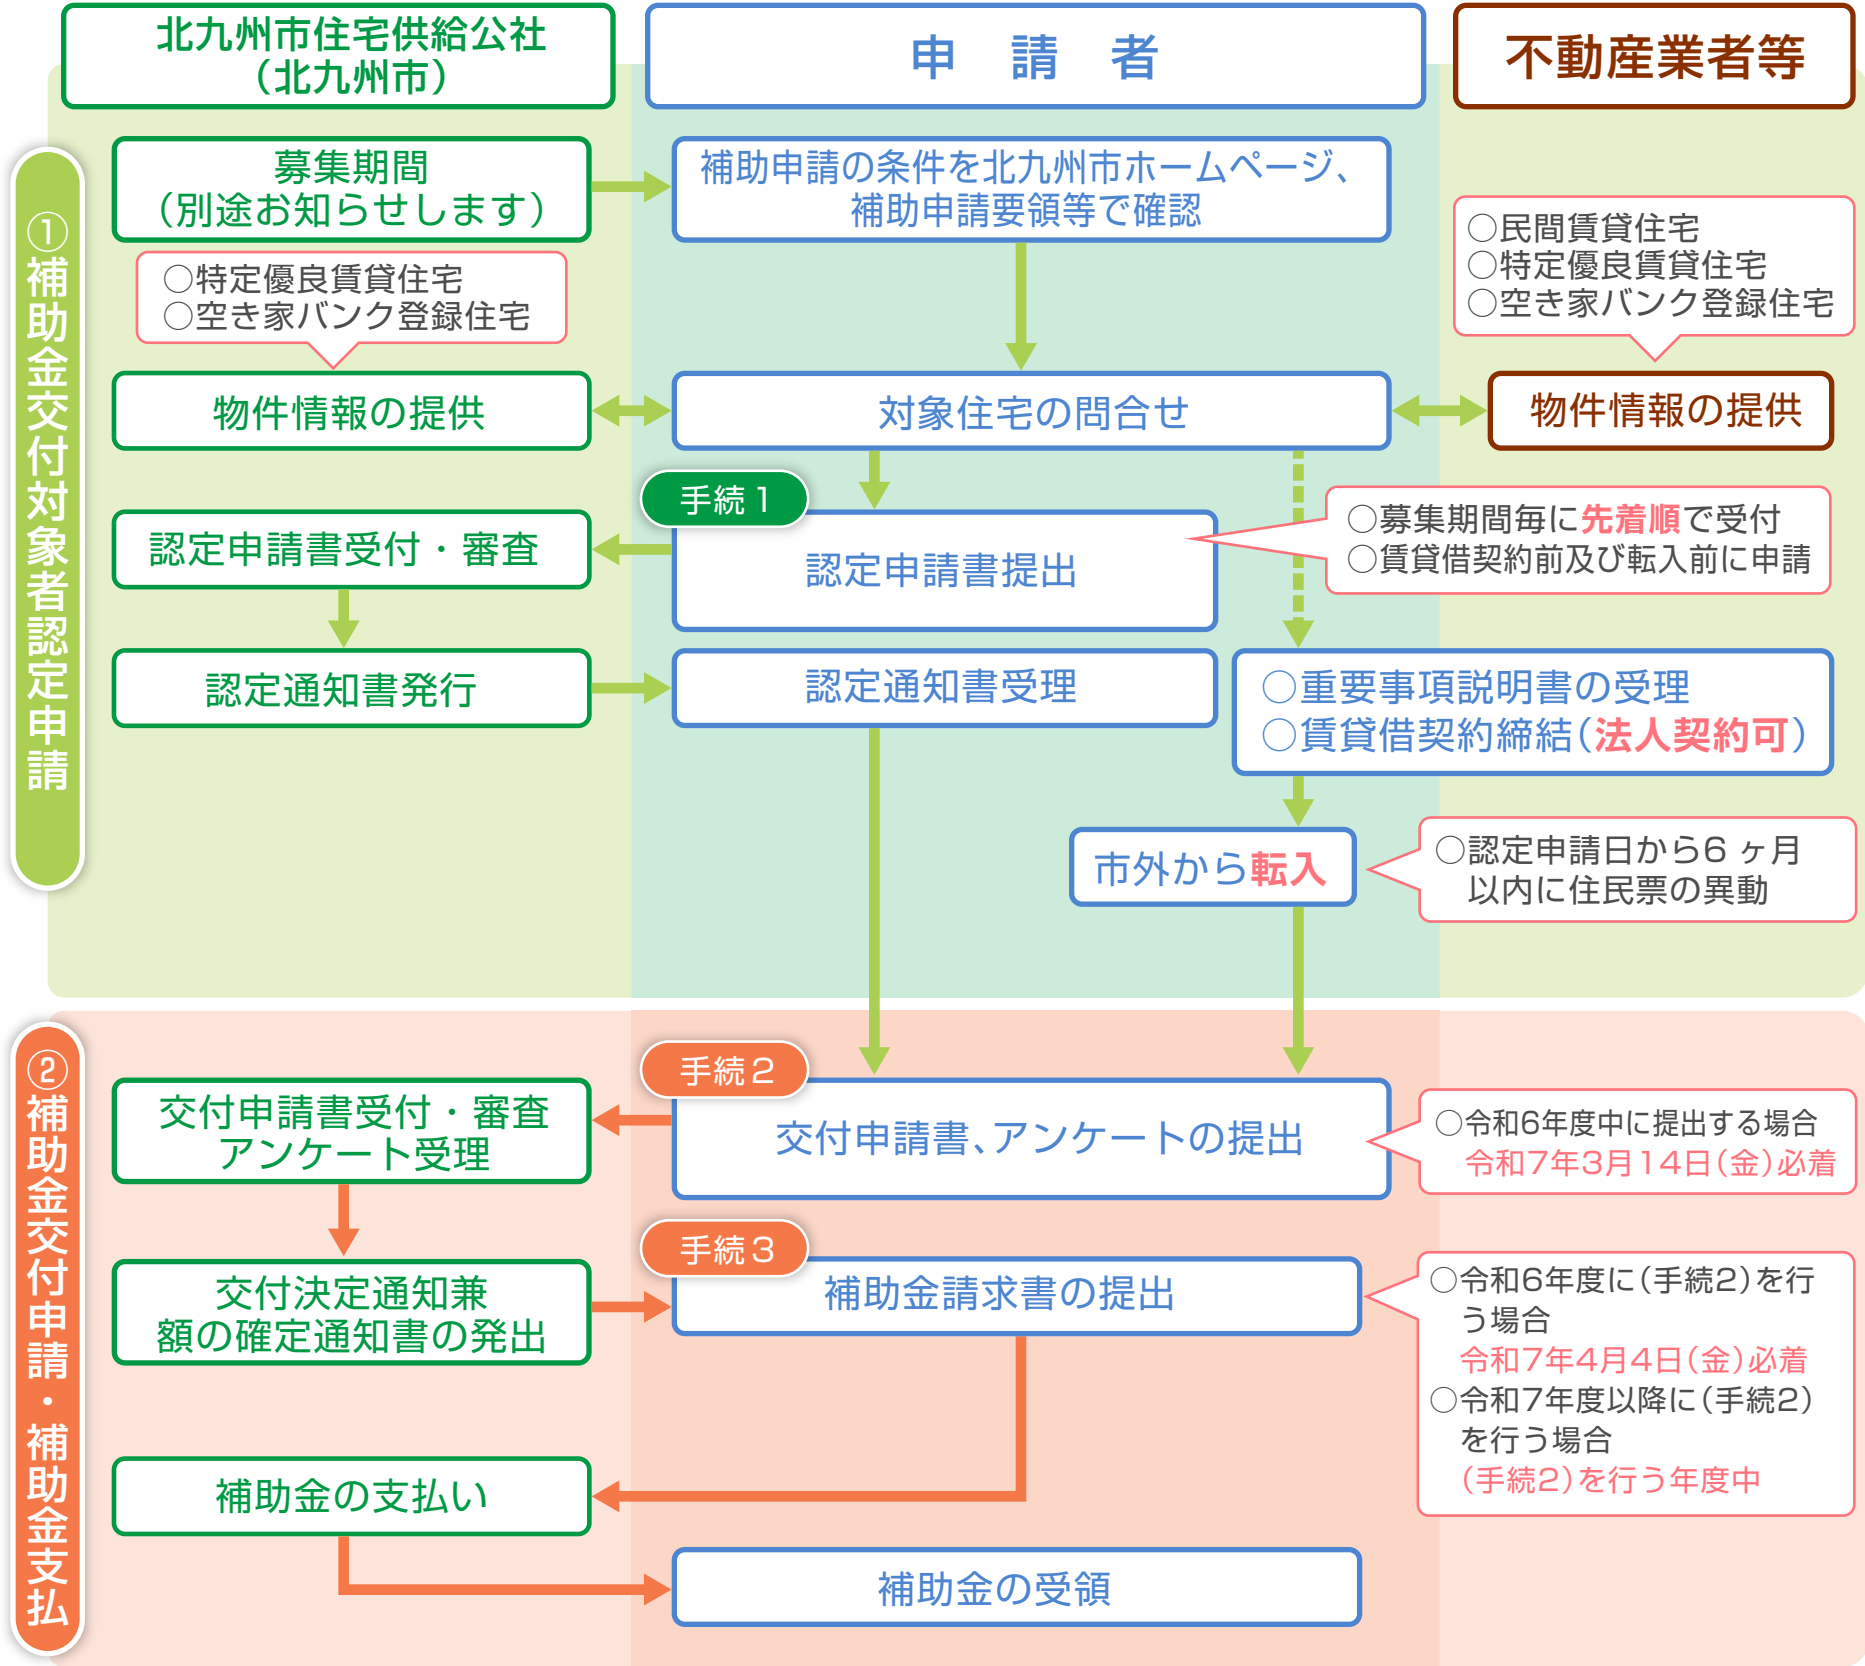 北九州市住宅供給公社
（北九州市）
申　請　者
不動産業者等
①補助金交付対象者認定申請
募集期間
（別途お知らせします）
補助申請の条件を北九州市ホームページ、
補助申請要領等で確認
○特定優良賃貸住宅
○空き家バンク登録住宅
○民間賃貸住宅
○特定優良賃貸住宅
○空き家バンク登録住宅
物件情報の提供
対象住宅の問合せ
物件情報の提供
手続１
認定申請書受付・審査
認定申請書提出
○募集期間毎に先着順で受付
○賃貸借契約前及び転入前に申請
認定通知書発行
認定通知書受理
○重要事項説明書の受理
○賃貸借契約締結（法人契約可）
市外から転入
○認定申請日から6ヶ月
以内に住民票の異動
②補助金交付申請・補助金支払
手続２
交付申請書受付・審査
アンケート受理
交付申請書、アンケートの提出
○令和6年度中に提出する場合
令和7年3月14日（金）必着
手続３
交付決定通知兼
額の確定通知書の発出
補助金請求書の提出
○令和6年度に（手続2）を行
う場合
令和7年4月4日（金）必着
○令和7年度以降に（手続2）
を行う場合
（手続2）を行う年度中
補助金の支払い
補助金の受領